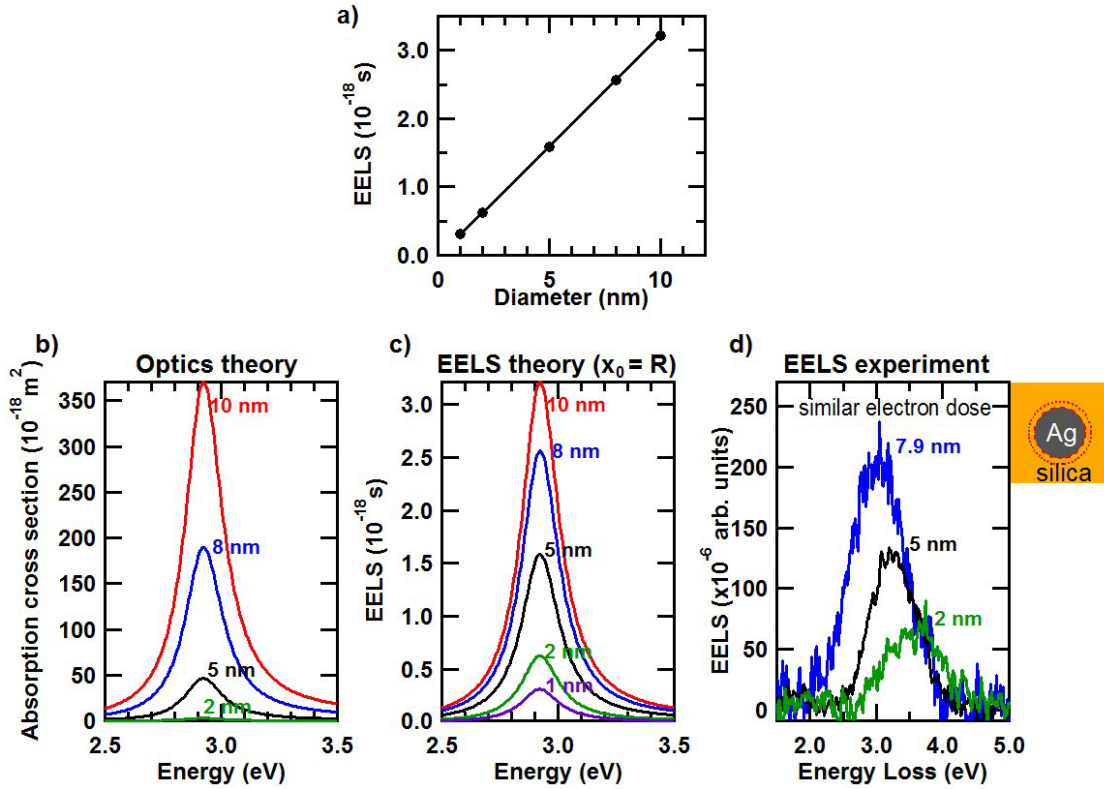 a)
EELS (10⁻¹⁸ s)
3.0
2.0
1.0
0.0
0
5
10
Diameter (nm)
b)
Optics theory
Absorption cross section (10⁻¹⁸ m²)
350
300
250
200
150
100
50
0
10 nm
8 nm
5 nm
2 nm
2.5
3.0
3.5
Energy (eV)
c)
EELS theory (x₀ = R)
EELS (10⁻¹⁸ s)
3.0
2.5
2.0
1.5
1.0
0.5
0.0
10 nm
8 nm
5 nm
2 nm
1 nm
2.5
3.0
3.5
Energy (eV)
d)
EELS experiment
EELS (x10⁻⁶ arb. units)
250
200
150
100
50
0
similar electron dose
7.9 nm
5 nm
2 nm
2.0
3.0
4.0
5.0
Energy Loss (eV)
Ag
silica